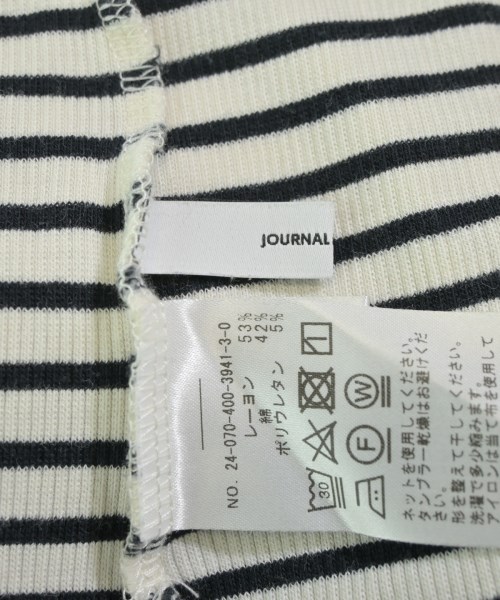 JOURNAL
NO. 24-070-400-3941-3-0
レーヨン 53%
綿 42%
ポリウレタン 5%
30
F
W
ネットを使用してください。
タンブラー乾燥はお避けくだ
さい。
形を整えて干してください。
洗濯で多少縮みます。
アイロンは当て布を使用して